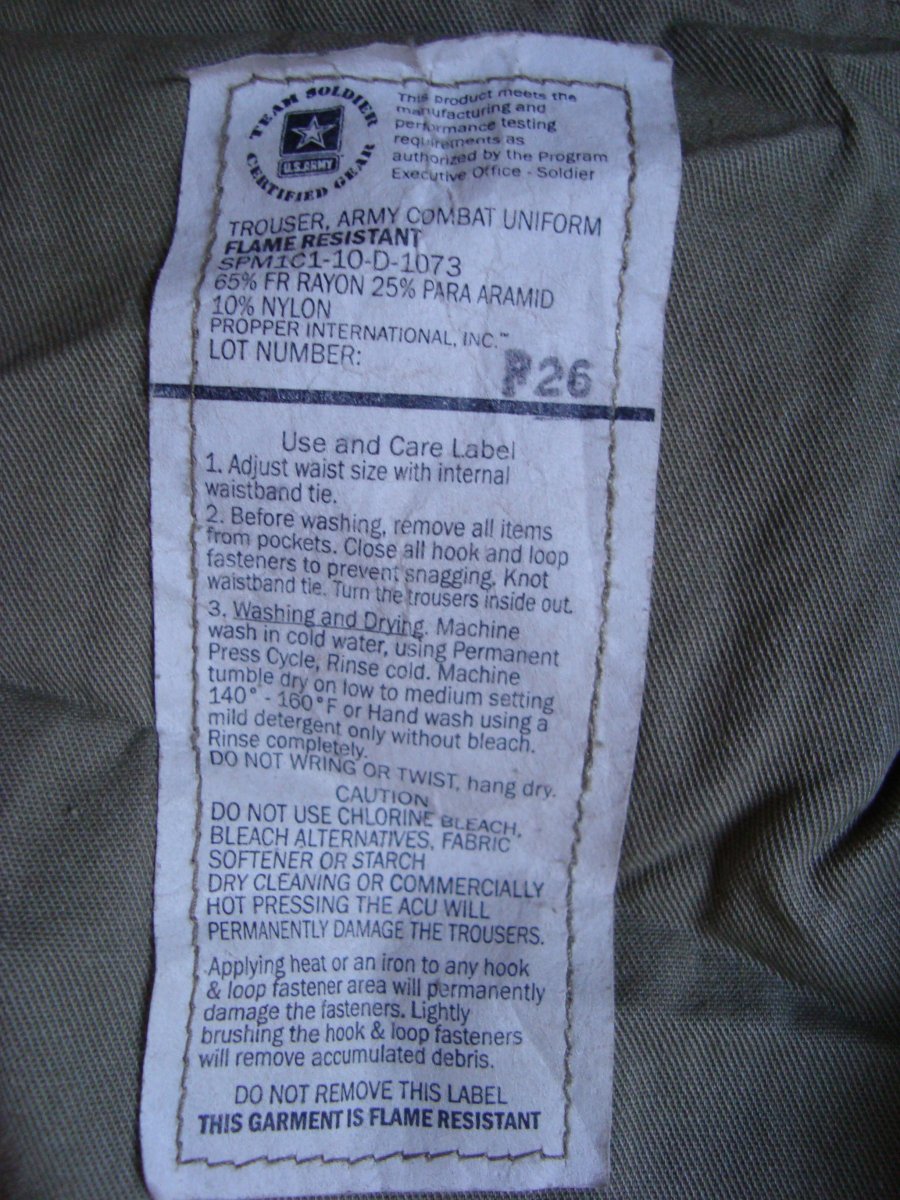 TEAM SOLDIER
U.S.ARMY
CERTIFIED GEAR
This product meets the
manufacturing and
performance testing
requirements as
authorized by the Program
Executive Office - Soldier
TROUSER, ARMY COMBAT UNIFORM
FLAME RESISTANT
SPM1C1-10-D-1073
65% FR RAYON 25% PARA ARAMID
10% NYLON
PROPPER INTERNATIONAL, INC.™
LOT NUMBER:
P26
Use and Care Label
1. Adjust waist size with internal
waistband tie.
2. Before washing, remove all items
from pockets. Close all hook and loop
fasteners to prevent snagging. Knot
waistband tie. Turn the trousers inside out.
3. Washing and Drying. Machine
wash in cold water, using Permanent
Press Cycle, Rinse cold. Machine
tumble dry on low to medium setting
140° - 160°F or Hand wash using a
mild detergent only without bleach.
Rinse completely.
DO NOT WRING OR TWIST, hang dry.
CAUTION
DO NOT USE CHLORINE BLEACH,
BLEACH ALTERNATIVES, FABRIC
SOFTENER OR STARCH
DRY CLEANING OR COMMERCIALLY
HOT PRESSING THE ACU WILL
PERMANENTLY DAMAGE THE TROUSERS.
Applying heat or an iron to any hook
& loop fastener area will permanently
damage the fasteners. Lightly
brushing the hook & loop fasteners
will remove accumulated debris.
DO NOT REMOVE THIS LABEL
THIS GARMENT IS FLAME RESISTANT